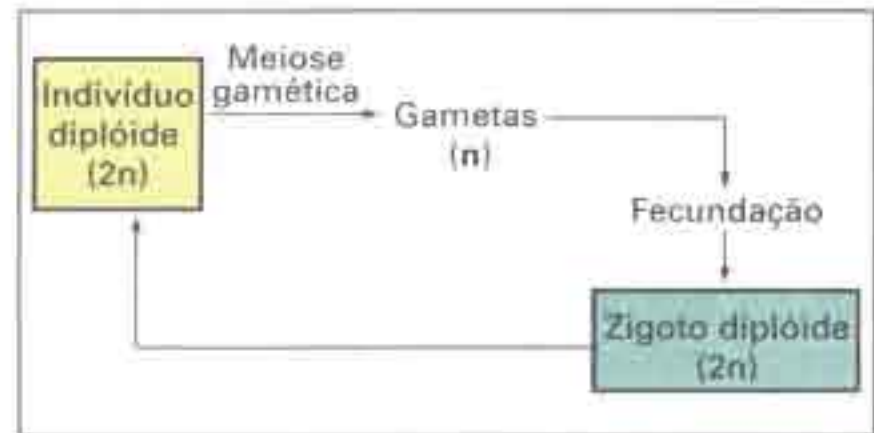 Indivíduo
diplóide
(2n)
Meiose
gamética
Gametas
(n)
Fecundação
Zigoto diplóide
(2n)